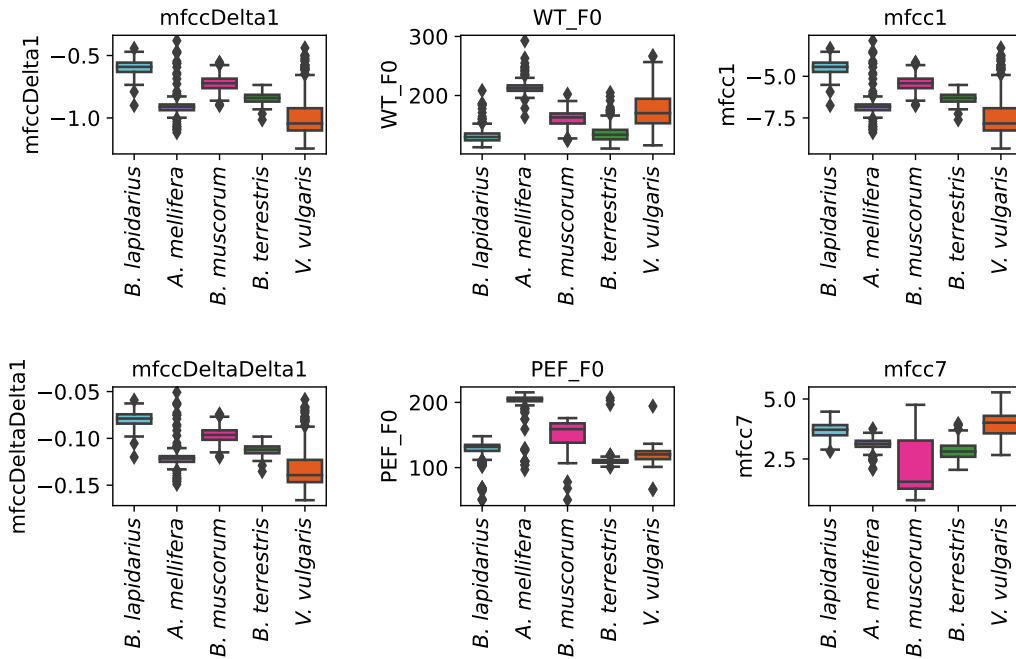 mfccDelta1
mfccDelta1
−0.5
−1.0
B. lapidarius
A. mellifera
B. muscorum
B. terrestris
V. vulgaris
WT_F0
WT_F0
300
200
B. lapidarius
A. mellifera
B. muscorum
B. terrestris
V. vulgaris
mfcc1
mfcc1
−5.0
−7.5
B. lapidarius
A. mellifera
B. muscorum
B. terrestris
V. vulgaris
mfccDeltaDelta1
mfccDeltaDelta1
−0.05
−0.10
−0.15
B. lapidarius
A. mellifera
B. muscorum
B. terrestris
V. vulgaris
PEF_F0
PEF_F0
200
100
B. lapidarius
A. mellifera
B. muscorum
B. terrestris
V. vulgaris
mfcc7
mfcc7
5.0
2.5
B. lapidarius
A. mellifera
B. muscorum
B. terrestris
V. vulgaris